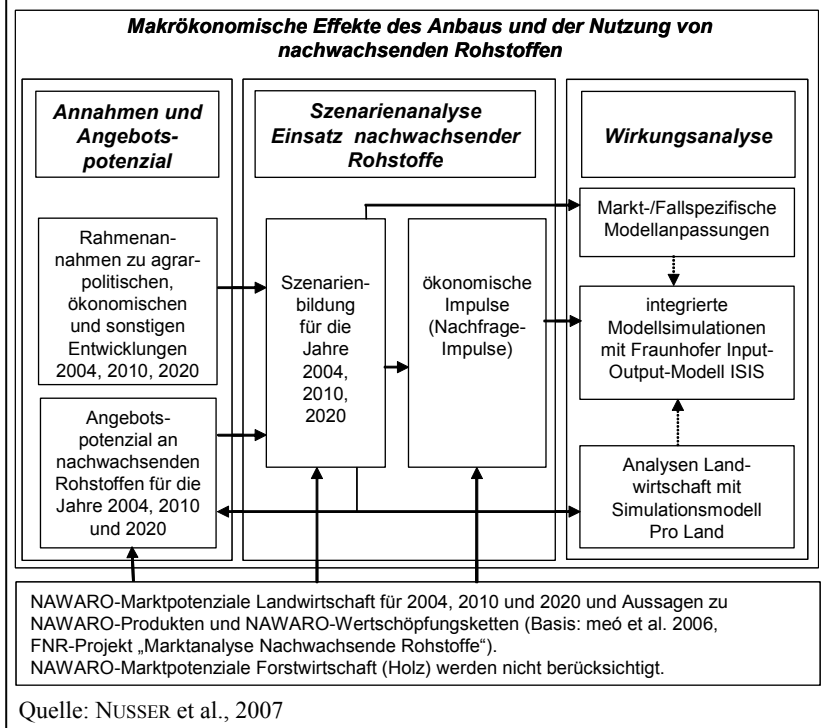 Makrökonomische Effekte des Anbaus und der Nutzung von
nachwachsenden Rohstoffen
Annahmen und
Angebots-
potenzial
Rahmenan-
nahmen zu agrar-
politischen,
ökonomischen
und sonstigen
Entwicklungen
2004, 2010, 2020
Angebots-
potenzial an
nachwachsenden
Rohstoffen für die
Jahre 2004, 2010
und 2020
Szenarienanalyse
Einsatz nachwachsender
Rohstoffe
Szenarien-
bildung
für die
Jahre
2004,
2010,
2020
ökonomische
Impulse
(Nachfrage-
Impulse)
Wirkungsanalyse
Markt-/Fallspezifische
Modellanpassungen
integrierte
Modellsimulationen
mit Fraunhofer Input-
Output-Modell ISIS
Analysen Land-
wirtschaft mit
Simulationsmodell
Pro Land
NAWARO-Marktpotenziale Landwirtschaft für 2004, 2010 und 2020 und Aussagen zu
NAWARO-Produkten und NAWARO-Wertschöpfungsketten (Basis: meó et al. 2006,
FNR-Projekt „Marktanalyse Nachwachsende Rohstoffe“).
NAWARO-Marktpotenziale Forstwirtschaft (Holz) werden nicht berücksichtigt.
Quelle: NUSSER et al., 2007